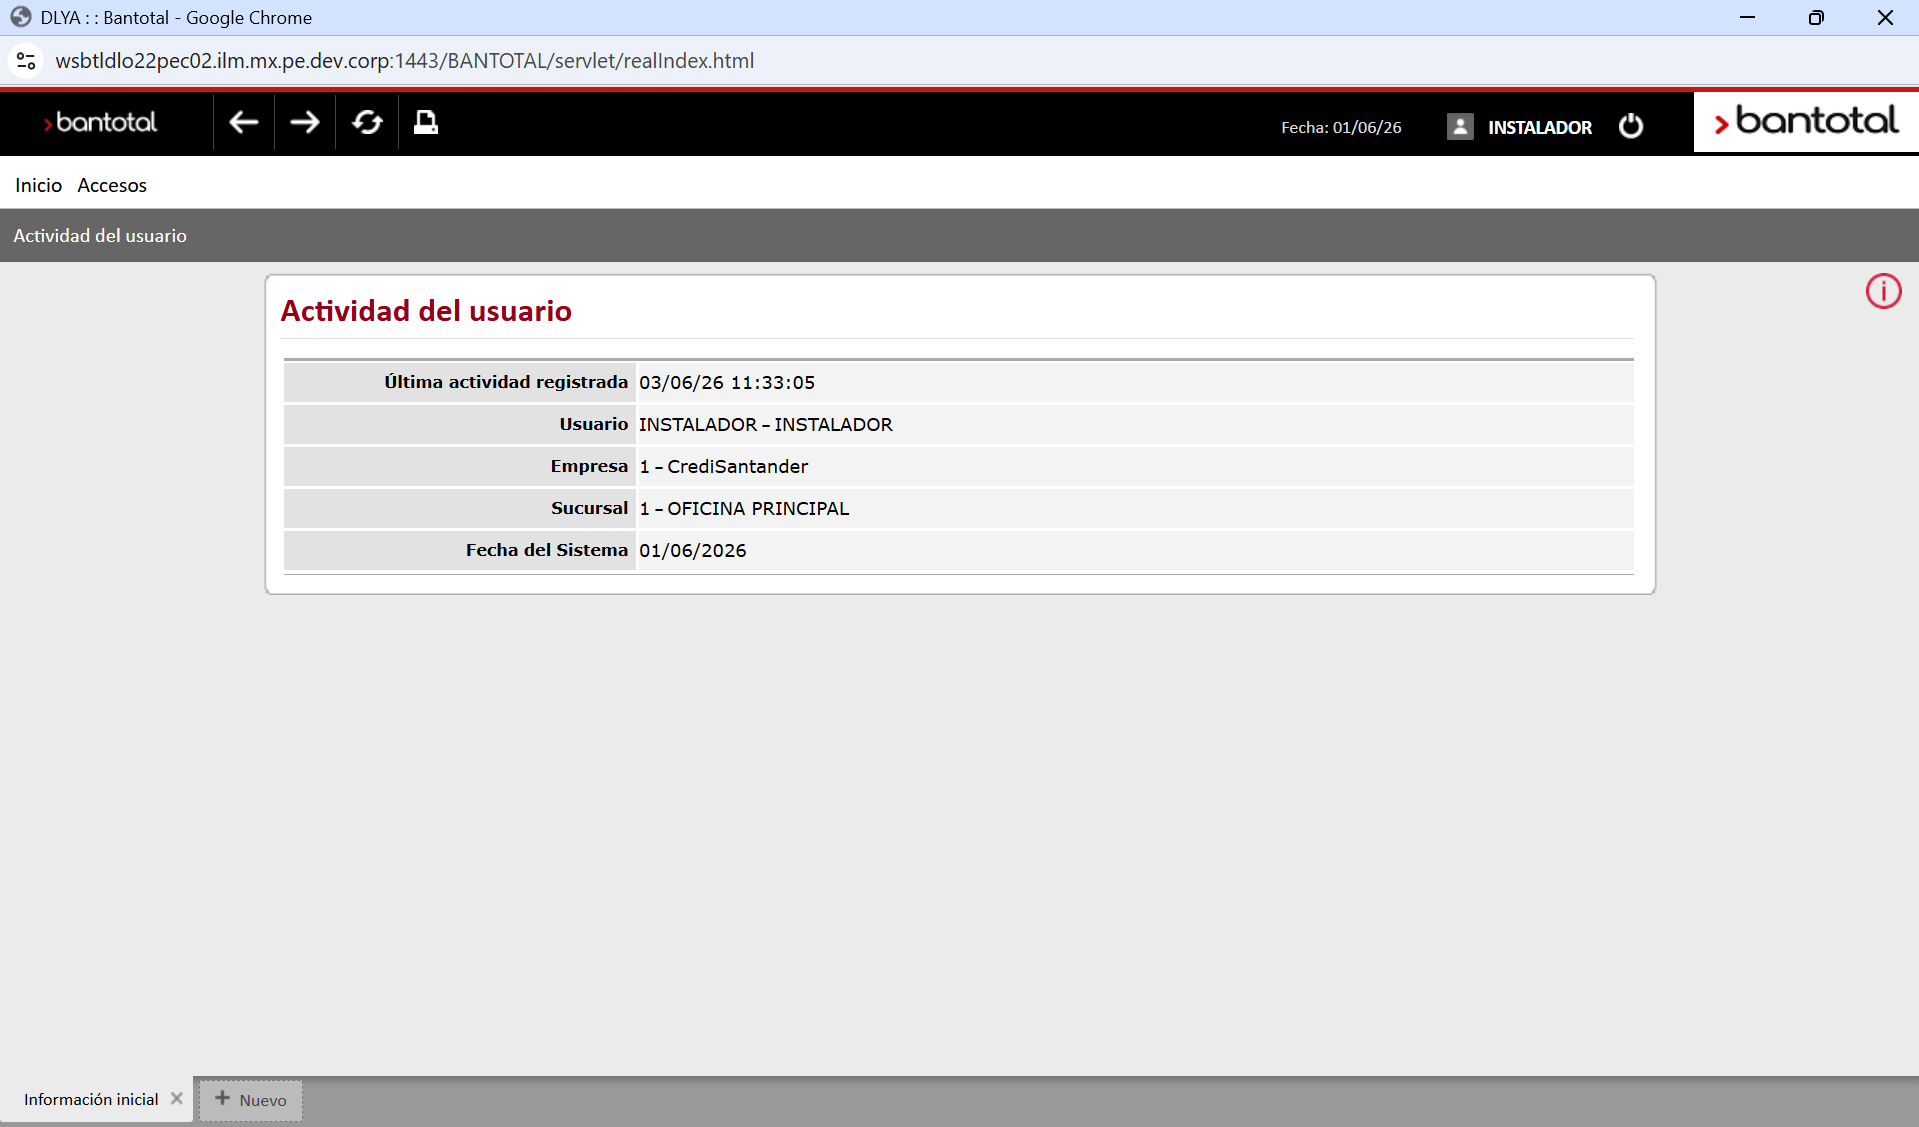 DLYA : : Bantotal - Google Chrome
wsbtldlo22pec02.ilm.mx.pe.dev.corp:1443/BANTOTAL/servlet/realIndex.html
bantotal
Fecha: 01/06/26
INSTALADOR
bantotal
Inicio Accesos
Actividad del usuario
Actividad del usuario
Última actividad registrada 03/06/26 11:33:05
Usuario INSTALADOR – INSTALADOR
Empresa 1 – CrediSantander
Sucursal 1 – OFICINA PRINCIPAL
Fecha del Sistema 01/06/2026
Información inicial
Nuevo